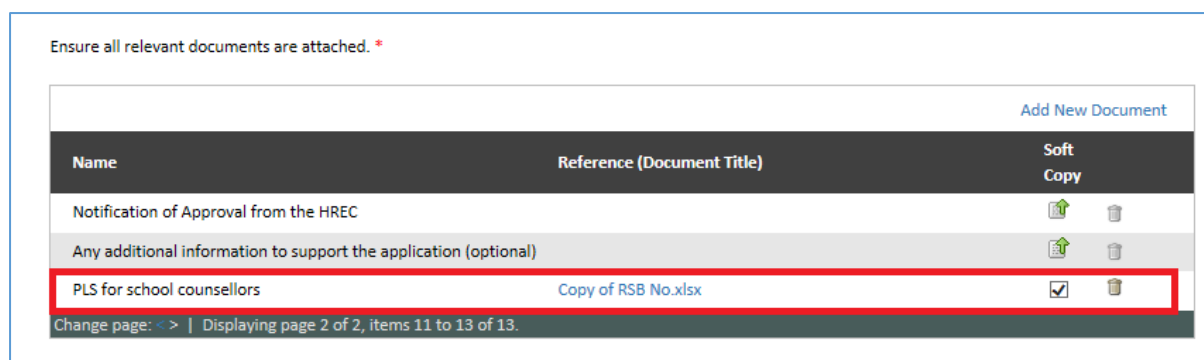 Ensure all relevant documents are attached. *
Add New Document
Name Reference (Document Title) Soft Copy
Notification of Approval from the HREC
Any additional information to support the application (optional)
PLS for school counsellors Copy of RSB No.xlsx
Change page: < > | Displaying page 2 of 2, items 11 to 13 of 13.